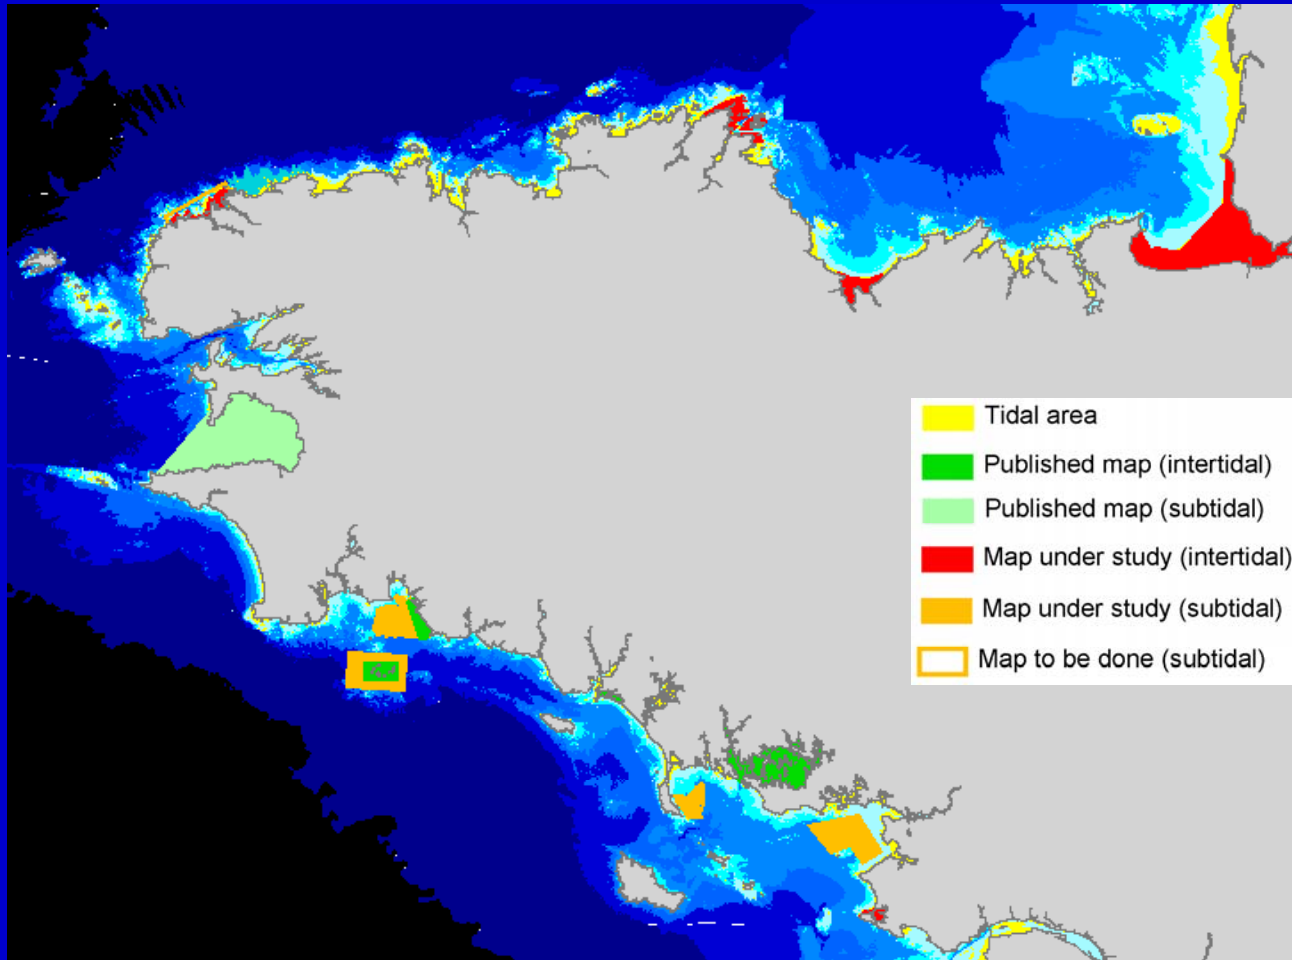 Tidal area
Published map (intertidal)
Published map (subtidal)
Map under study (intertidal)
Map under study (subtidal)
Map to be done (subtidal)